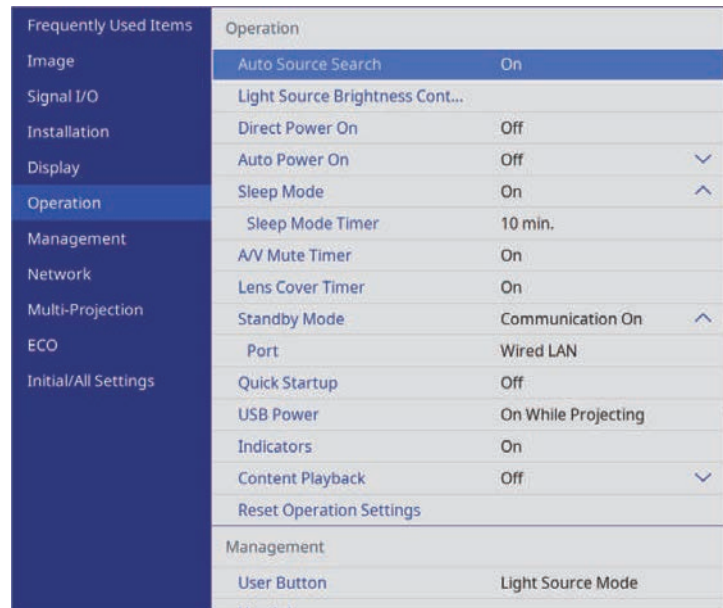 Frequently Used Items
Image
Signal I/O
Installation
Display
Operation
Management
Network
Multi-Projection
ECO
Initial/All Settings
Operation
Auto Source Search On
Light Source Brightness Cont...
Direct Power On Off
Auto Power On Off
Sleep Mode On
Sleep Mode Timer 10 min.
A/V Mute Timer On
Lens Cover Timer On
Standby Mode Communication On
Port Wired LAN
Quick Startup Off
USB Power On While Projecting
Indicators On
Content Playback Off
Reset Operation Settings
Management
User Button Light Source Mode